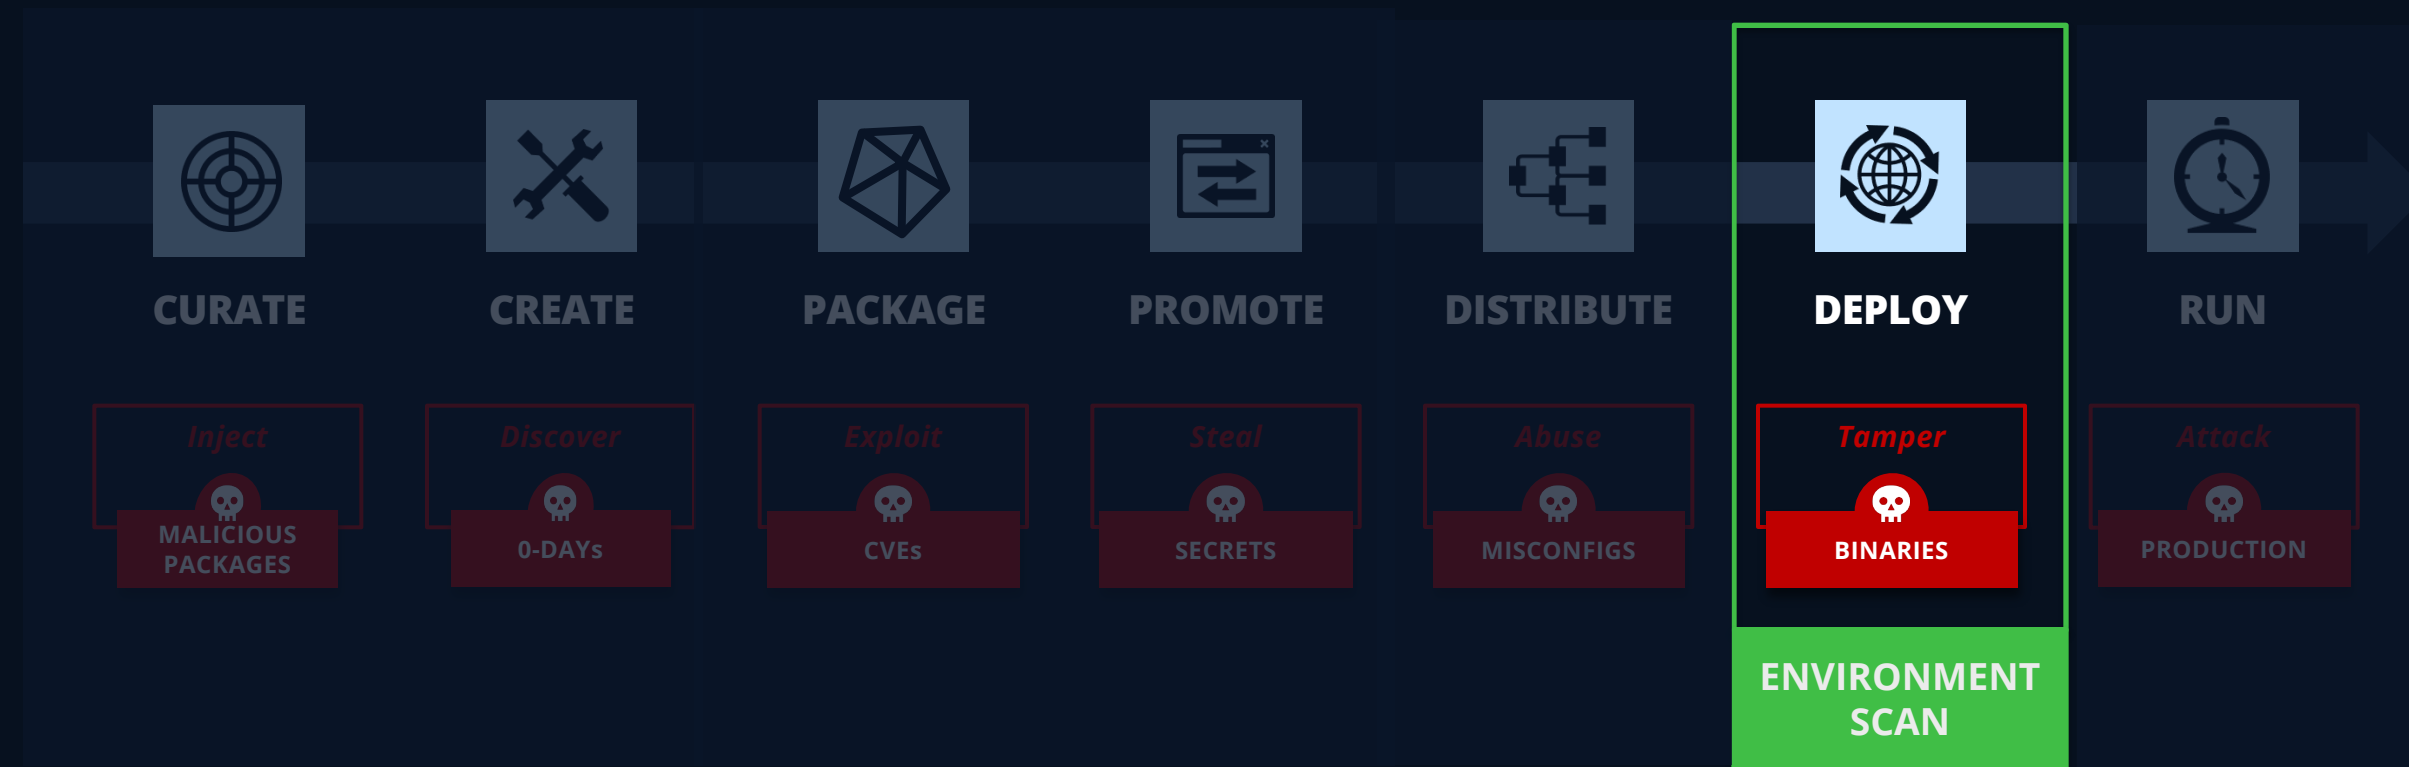 CURATE
CREATE
PACKAGE
PROMOTE
DISTRIBUTE
DEPLOY
RUN
Inject
Discover
Exploit
Steal
Abuse
Tamper
Attack
MALICIOUS
PACKAGES
0-DAYs
CVEs
SECRETS
MISCONFIGS
BINARIES
PRODUCTION
ENVIRONMENT
SCAN